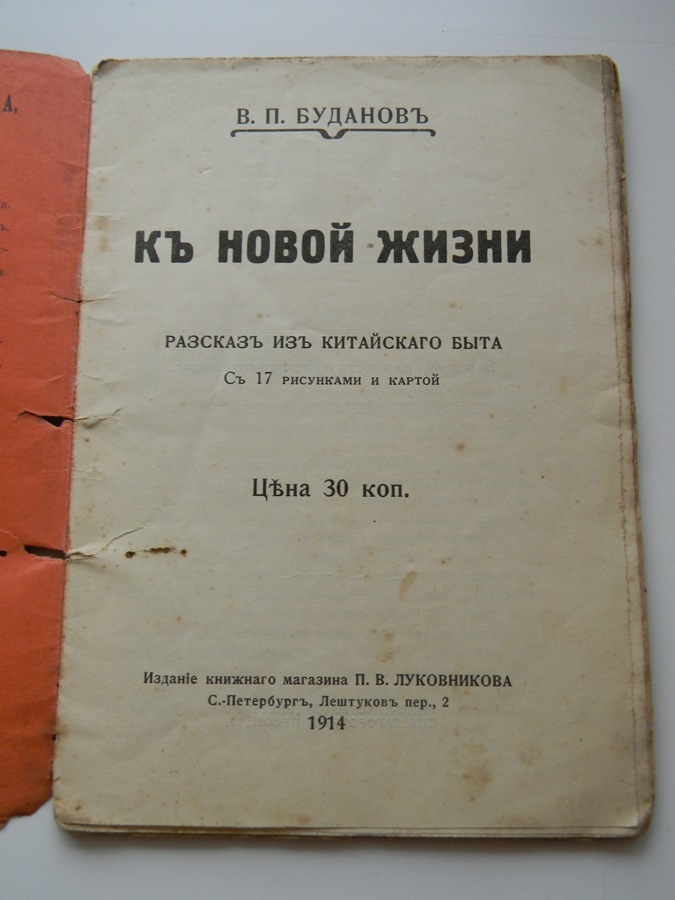 А,
В. П. БУДАНОВЪ
КЪ НОВОЙ ЖИЗНИ
РАЗСКАЗЪ ИЗЪ КИТАЙСКАГО БЫТА
Съ 17 рисунками и картой
Цѣна 30 коп.
Изданіе книжнаго магазина П. В. ЛУКОВНИКОВА
С.-Петербургъ, Лештуковъ пер., 2
1914